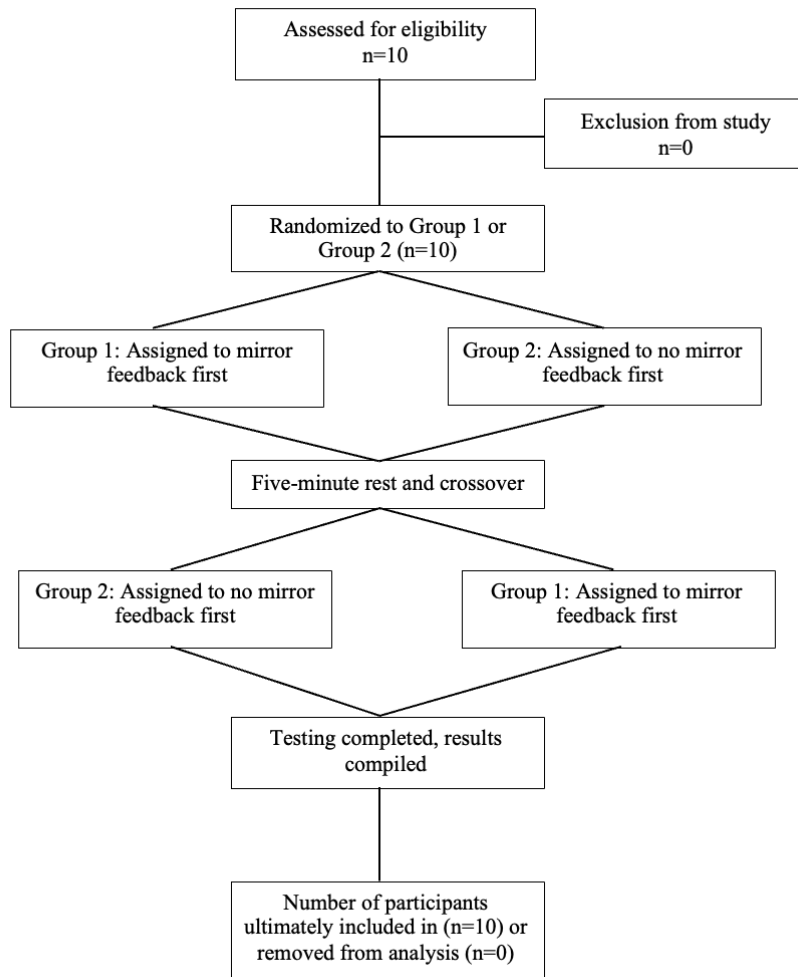 Assessed for eligibility
n=10
Exclusion from study
n=0
Randomized to Group 1 or
Group 2 (n=10)
Group 1: Assigned to mirror
feedback first
Group 2: Assigned to no mirror
feedback first
Five-minute rest and crossover
Group 2: Assigned to no mirror
feedback first
Group 1: Assigned to mirror
feedback first
Testing completed, results
compiled
Number of participants
ultimately included in (n=10) or
removed from analysis (n=0)